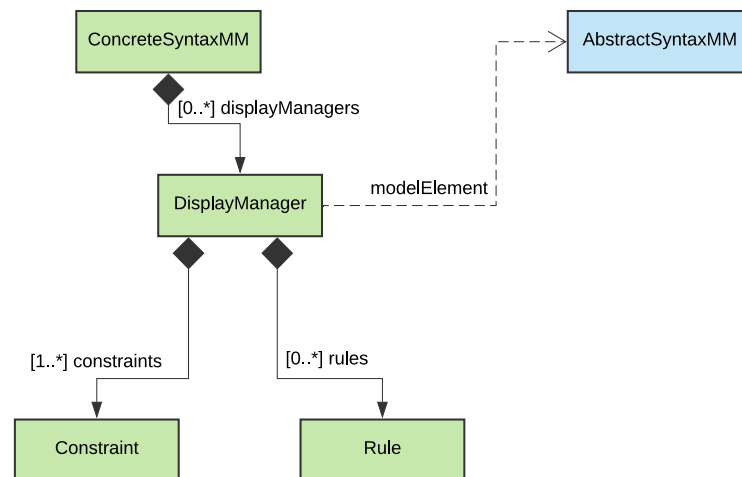 ConcreteSyntaxMM
AbstractSyntaxMM
[0..*] displayManagers
modelElement
DisplayManager
[1..*] constraints
[0..*] rules
Constraint
Rule